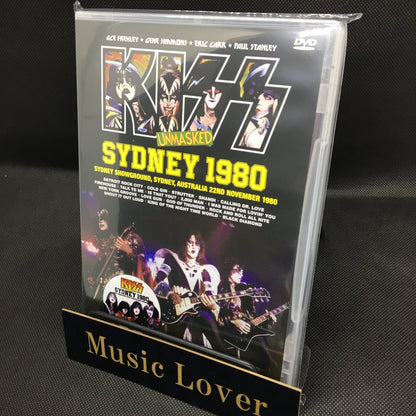 ACE FREHLEY ★ GENE SIMMONS ★ ERIC CARR ★ PAUL STANLEY
DVD
KISS
UNMASKED
SYDNEY 1980
SYDNEY SHOWGROUND, SYDNEY, AUSTRALIA 22ND NOVEMBER 1980
DETROIT ROCK CITY · COLD GIN · STRUTTER · SHANDI · CALLING DR. LOVE
FIREHOUSE · TALK TO ME · IS THAT YOU? · 2,000 MAN · I WAS MADE FOR LOVIN' YOU
NEW YORK GROOVE · LOVE GUN · GOD OF THUNDER · ROCK AND ROLL ALL NITE
SHOUT IT OUT LOUD · KING OF THE NIGHT TIME WORLD · BLACK DIAMOND
KISS
SYDNEY 1980
Music Lover